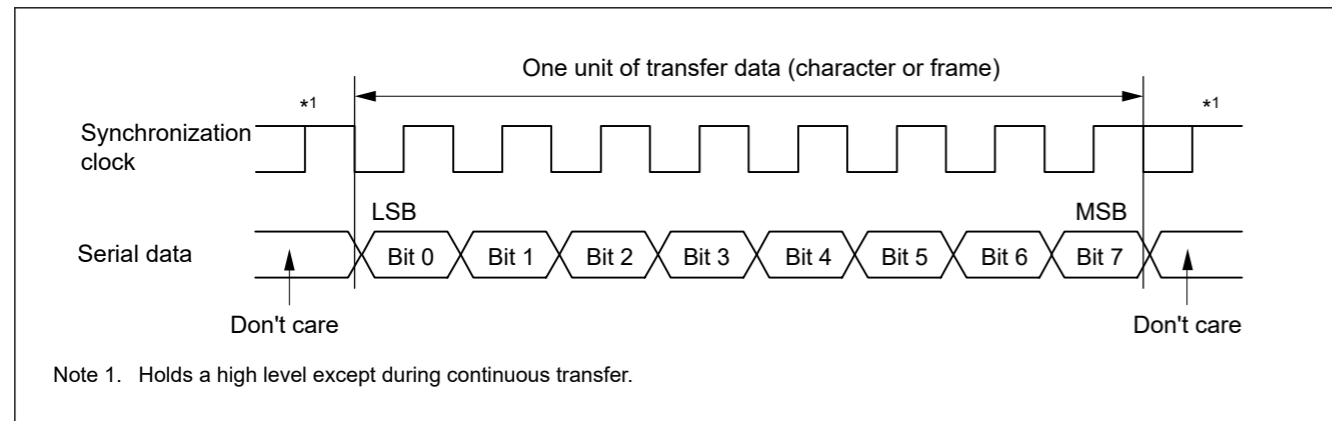 One unit of transfer data (character or frame)
*1 *1
Synchronization
clock
LSB MSB
Serial data Bit 0 Bit 1 Bit 2 Bit 3 Bit 4 Bit 5 Bit 6 Bit 7
Don't care Don't care
Note 1. Holds a high level except during continuous transfer.